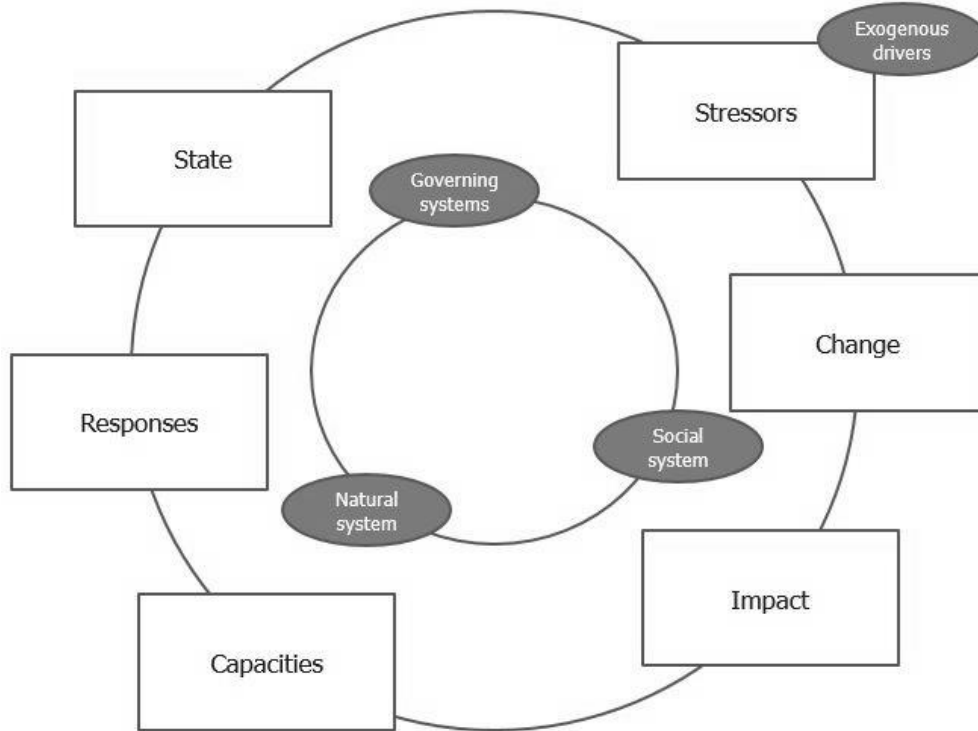 Exogenous
drivers
Stressors
State
Governing
systems
Change
Responses
Social
system
Natural
system
Impact
Capacities